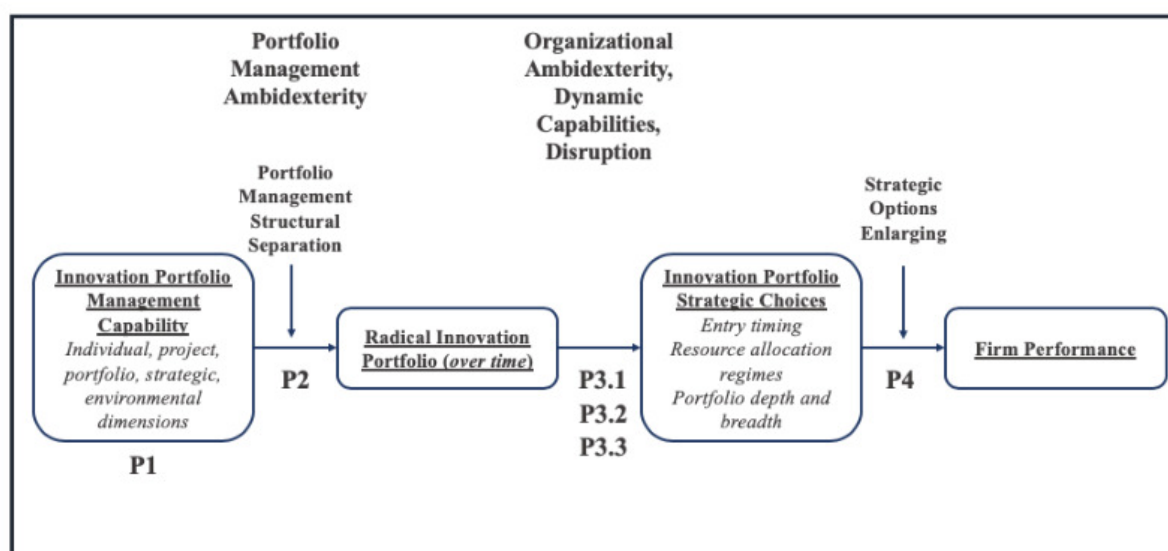 Portfolio
Management
Ambidexterity
Organizational
Ambidexterity,
Dynamic
Capabilities,
Disruption
Portfolio
Management
Structural
Separation
Strategic
Options
Enlarging
Innovation Portfolio
Management
Capability
Individual, project,
portfolio, strategic,
environmental
dimensions
P1
P2
Radical Innovation
Portfolio (over time)
P3.1
P3.2
P3.3
Innovation Portfolio
Strategic Choices
Entry timing
Resource allocation
regimes
Portfolio depth and
breadth
P4
Firm Performance